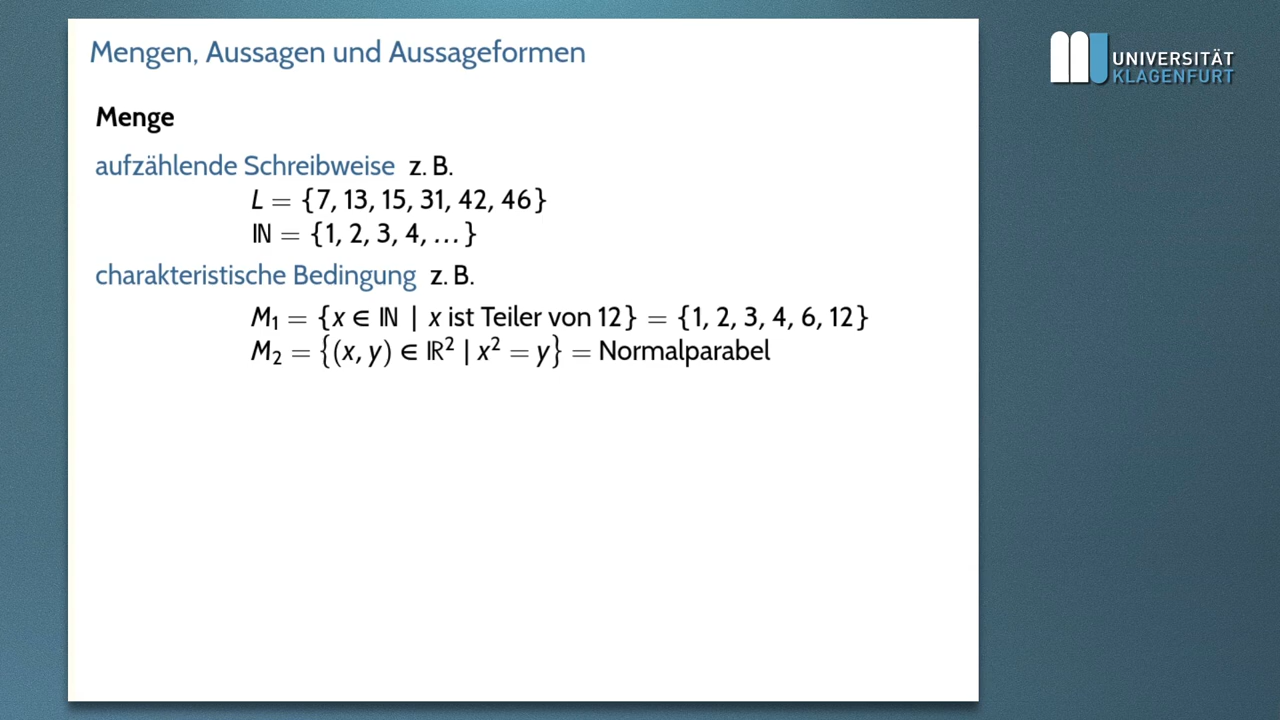 Mengen, Aussagen und Aussageformen
UNIVERSITÄT
KLAGENFURT
Menge
aufzählende Schreibweise z. B.
L = {7, 13, 15, 31, 42, 46}
ℕ = {1, 2, 3, 4, …}
charakteristische Bedingung z. B.
M₁ = {x ∈ ℕ | x ist Teiler von 12} = {1, 2, 3, 4, 6, 12}
M₂ = {(x, y) ∈ ℝ² | x² = y} = Normalparabel